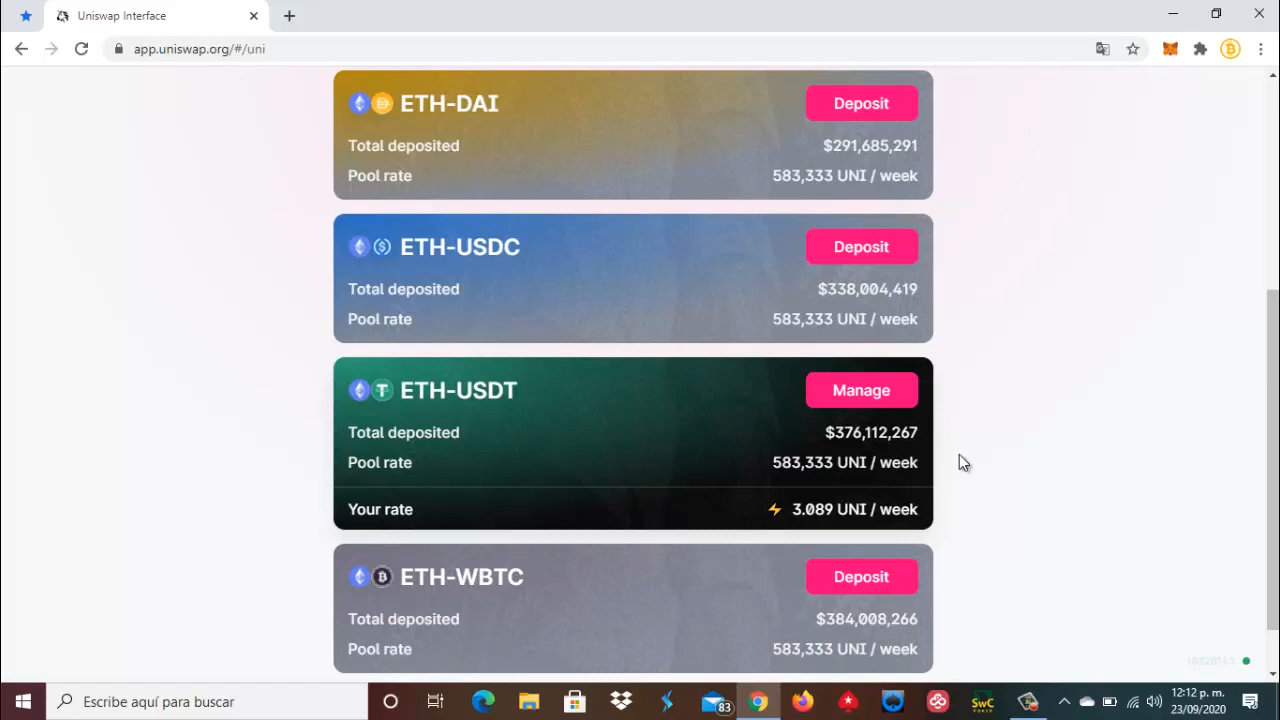 Uniswap Interface
app.uniswap.org/#/uni
ETH-DAI
Deposit
Total deposited
$291,685,291
Pool rate
583,333 UNI / week
ETH-USDC
Deposit
Total deposited
$338,004,419
Pool rate
583,333 UNI / week
ETH-USDT
Manage
Total deposited
$376,112,267
Pool rate
583,333 UNI / week
Your rate
3.089 UNI / week
ETH-WBTC
Deposit
Total deposited
$384,008,266
Pool rate
583,333 UNI / week
Escribe aquí para buscar
83
SwC
12:12 p. m.
23/09/2020